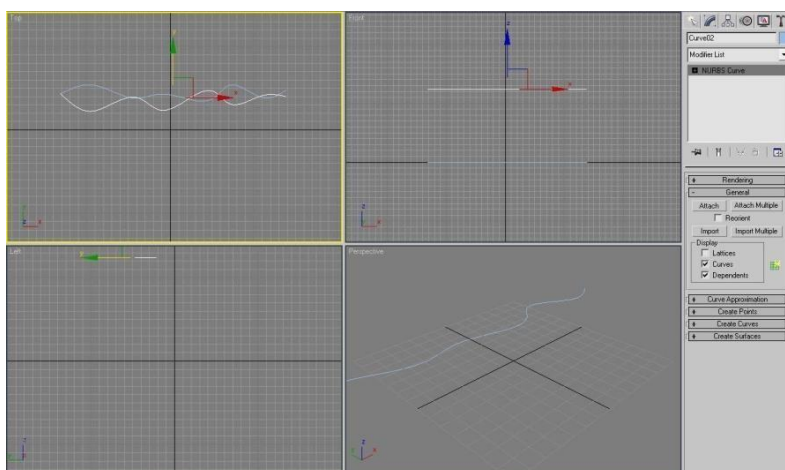 Top
Front
Left
Perspective
Curve02
Modifier List
NURBS Curve
Rendering
General
Attach Attach Multiple
Reorient
Import Import Multiple
Display
Lattices
Curves
Dependents
Curve Approximation
Create Points
Create Curves
Create Surfaces